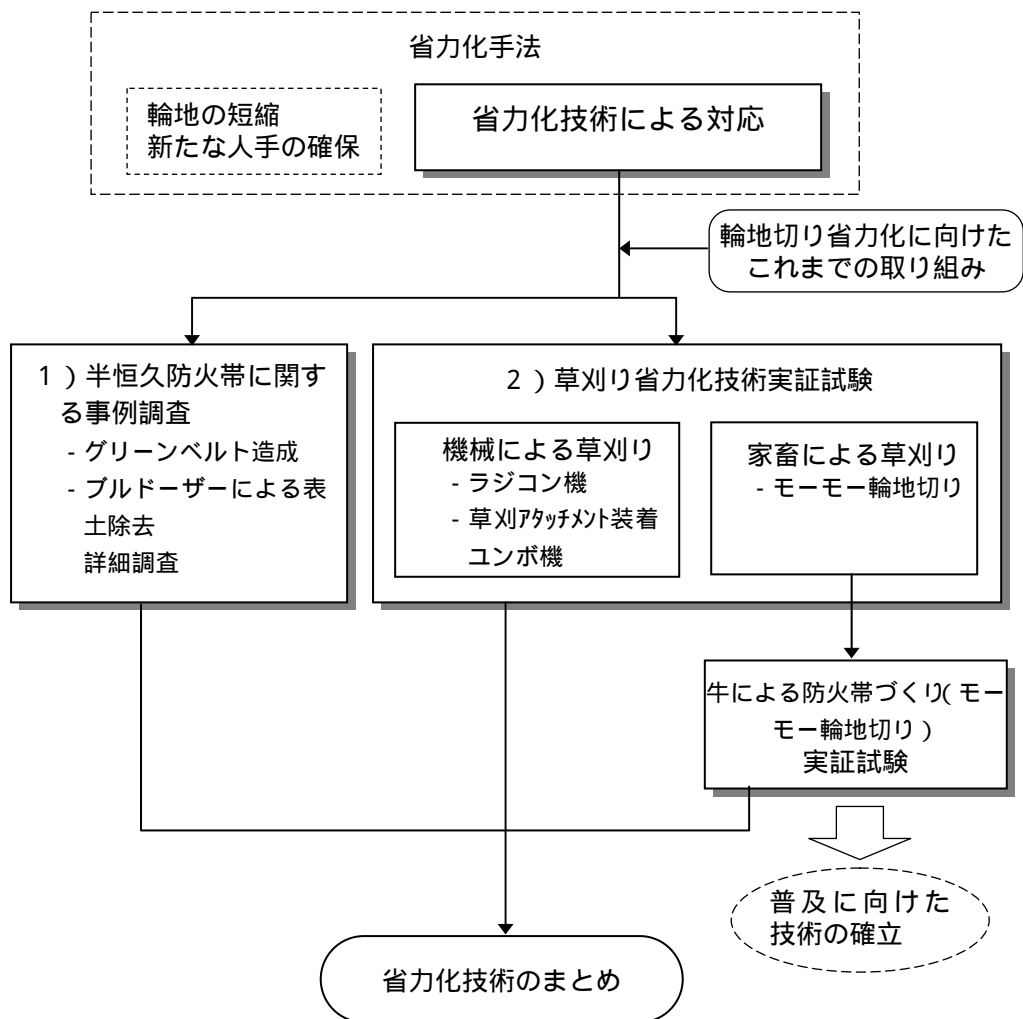 省力化手法
輪地の短縮
新たな人手の確保
省力化技術による対応
輪地切り省力化に向けた
これまでの取り組み
1）半恒久防火帯に関す
る事例調査
- グリーンベルト造成
- ブルドーザーによる表
土除去
詳細調査
2）草刈り省力化技術実証試験
機械による草刈り
- ラジコン機
- 草刈ｱﾀｯﾁﾒﾝﾄ装着
ユンボ機
家畜による草刈り
- モーモー輪地切り
牛による防火帯づくり（モー
モー輪地切り）
実証試験
普及に向けた
技術の確立
省力化技術のまとめ